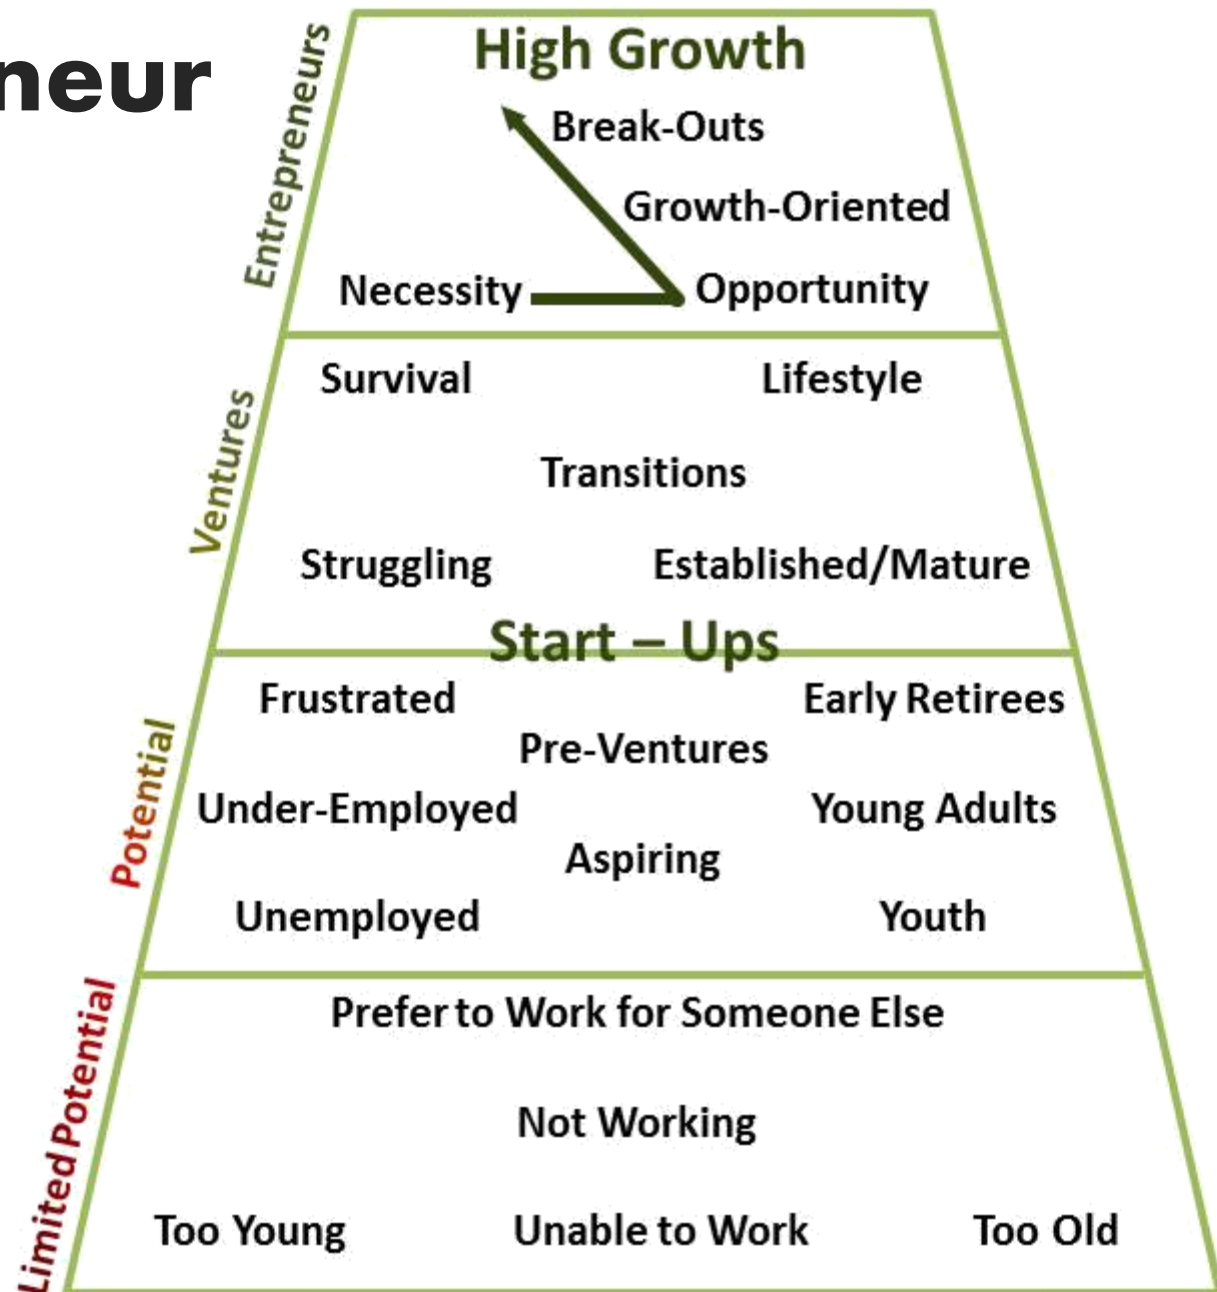 neur
Entrepreneurs
High Growth
Break-Outs
Growth-Oriented
Necessity Opportunity
Ventures
Survival Lifestyle
Transitions
Struggling Established/Mature
Start – Ups
Potential
Frustrated Early Retirees
Pre-Ventures
Under-Employed Young Adults
Aspiring
Unemployed Youth
Limited Potential
Prefer to Work for Someone Else
Not Working
Too Young Unable to Work Too Old